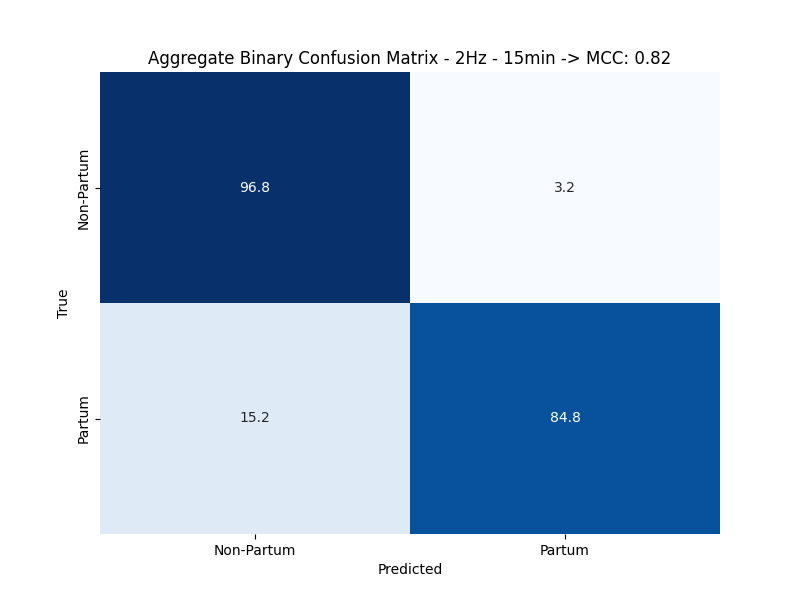 Aggregate Binary Confusion Matrix - 2Hz - 15min -> MCC: 0.82
Non-Partum
96.8
3.2
True
Partum
15.2
84.8
Non-Partum
Partum
Predicted